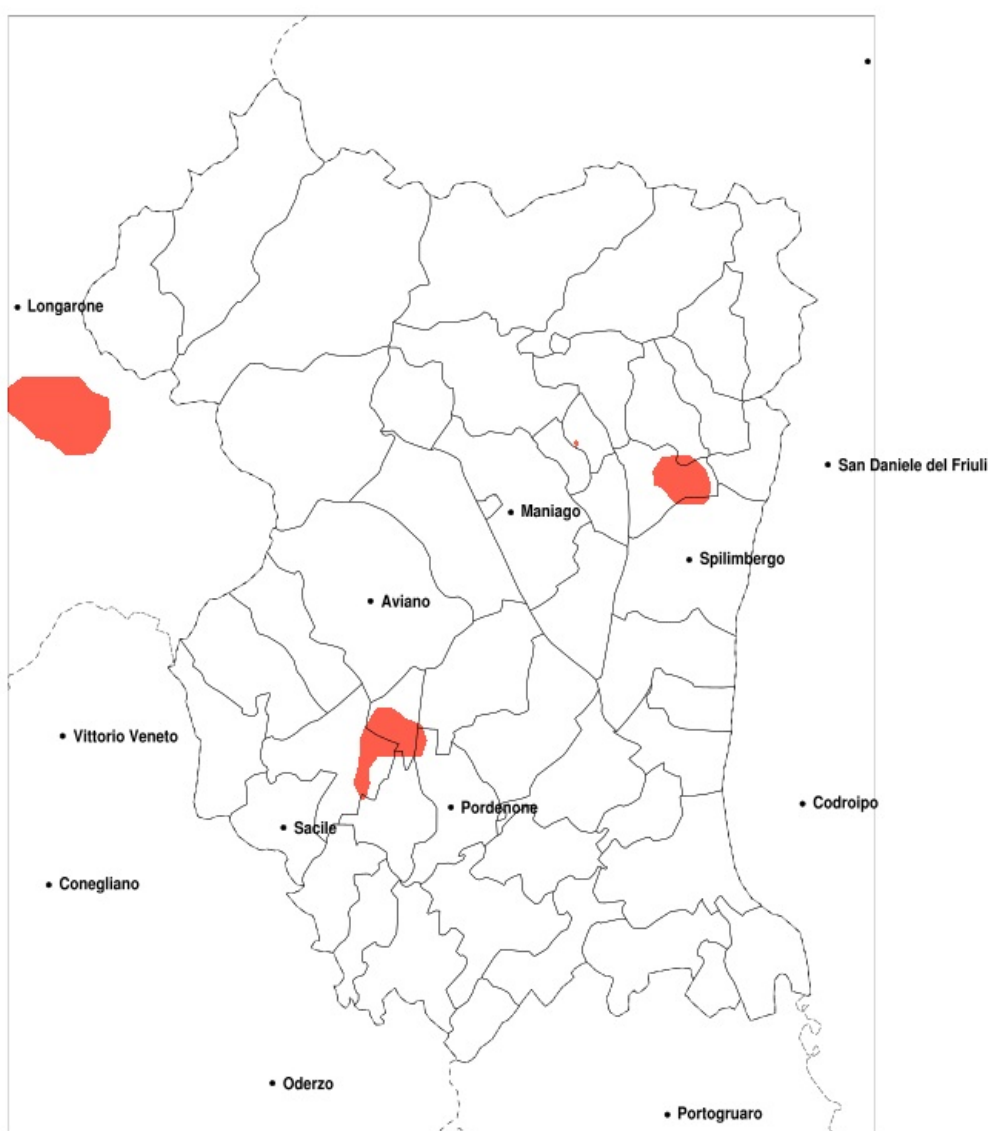 Longarone
San Daniele del Friuli
Maniago
Spilimbergo
Aviano
Vittorio Veneto
Codroipo
Pordenone
Sacile
Conegliano
Oderzo
Portogruaro